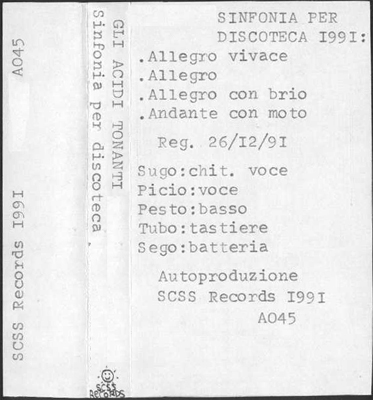 A045
SCSS Records I99I
GLI ACIDI TONANTI
Sinfonia per discoteca.
SCSS
RECORDS
SINFONIA PER
DISCOTECA I99I:
.Allegro vivace
.Allegro
.Allegro con brio
.Andante con moto
Reg. 26/I2/9I
Sugo:chit. voce
Picio:voce
Pesto:basso
Tubo:tastiere
Sego:batteria
Autoproduzione
SCSS Records I99I
A045